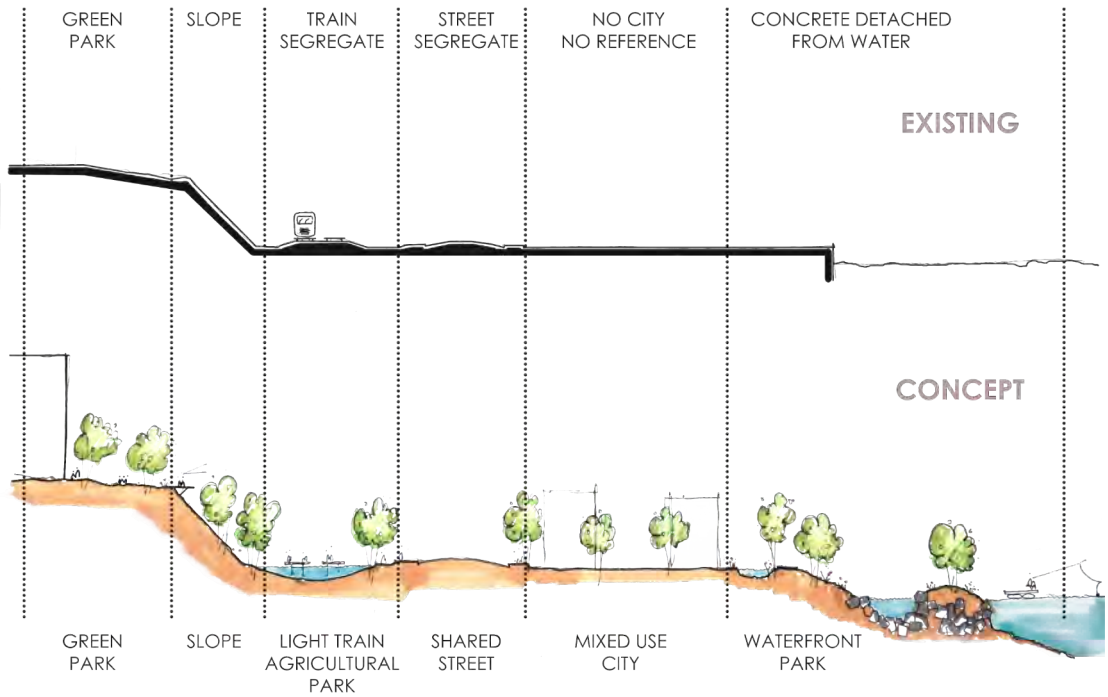 GREEN
PARK
SLOPE
TRAIN
SEGREGATE
STREET
SEGREGATE
NO CITY
NO REFERENCE
CONCRETE DETACHED
FROM WATER
EXISTING
CONCEPT
GREEN
PARK
SLOPE
LIGHT TRAIN
AGRICULTURAL
PARK
SHARED
STREET
MIXED USE
CITY
WATERFRONT
PARK